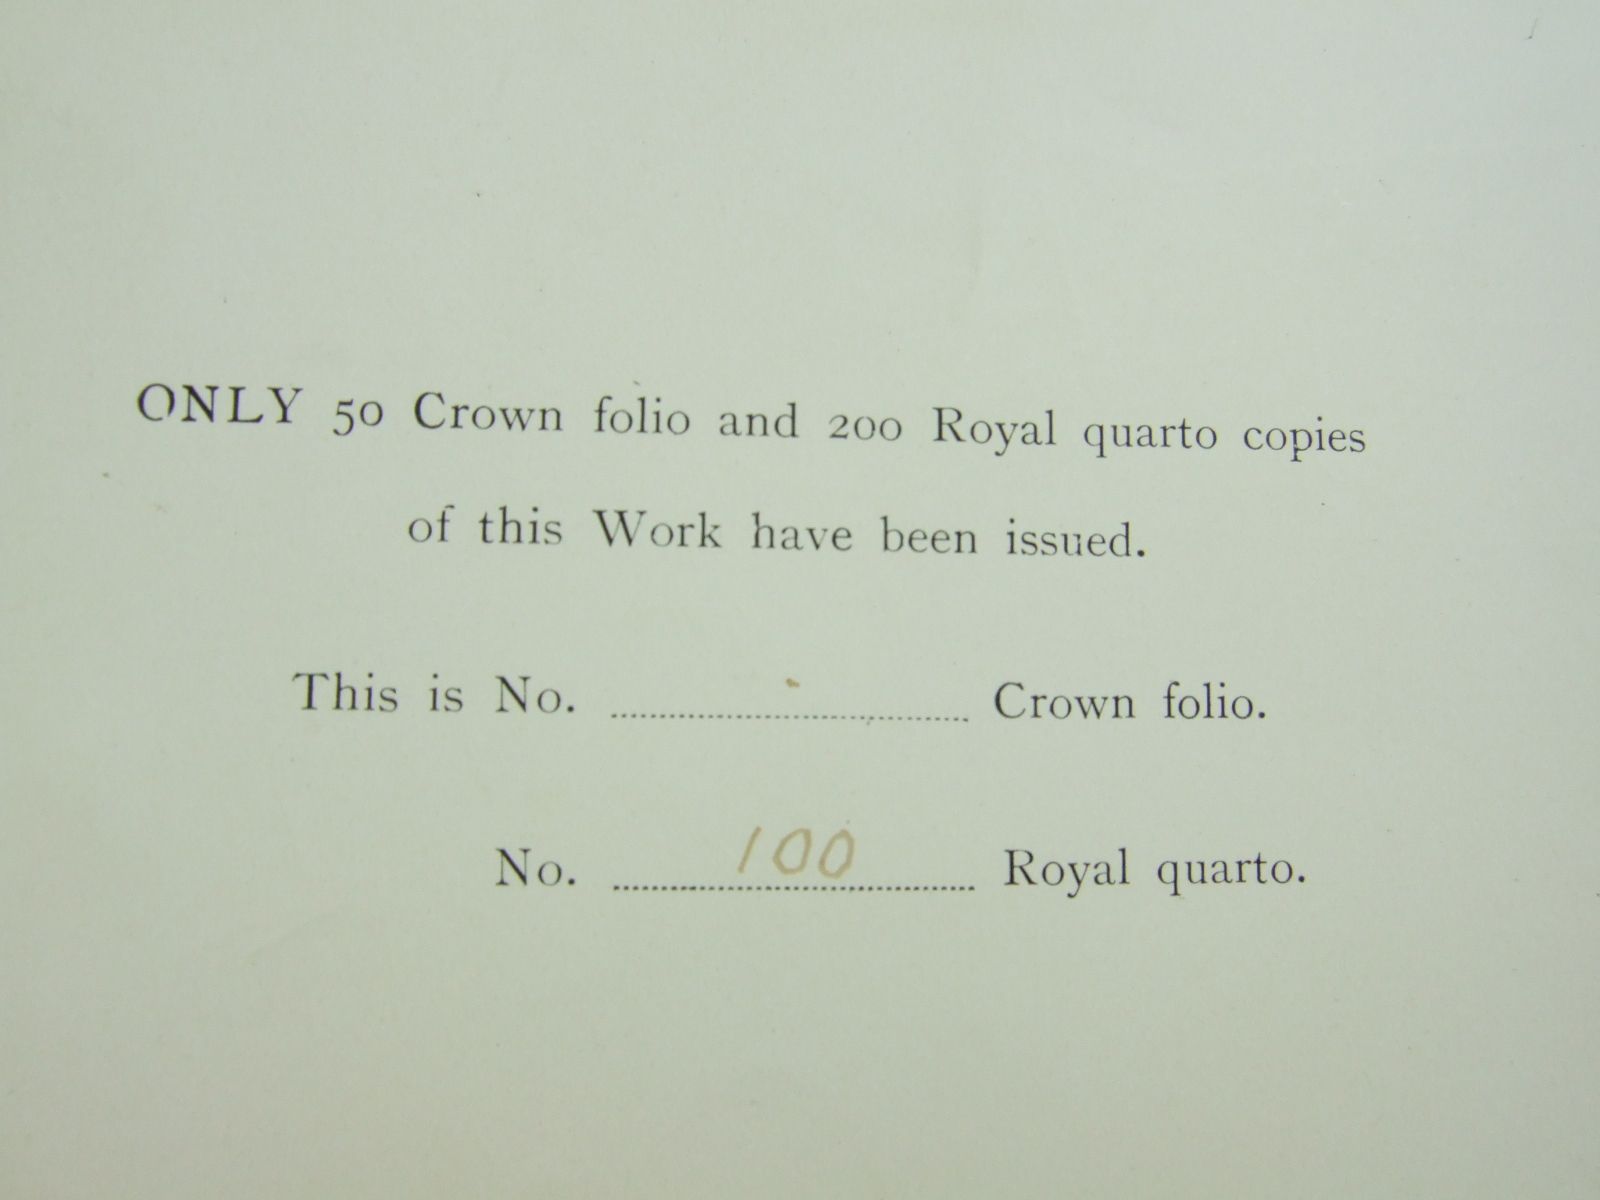 ONLY 50 Crown folio and 200 Royal quarto copies
of this Work have been issued.
This is No. ........................ Crown folio.
No. 100 Royal quarto.